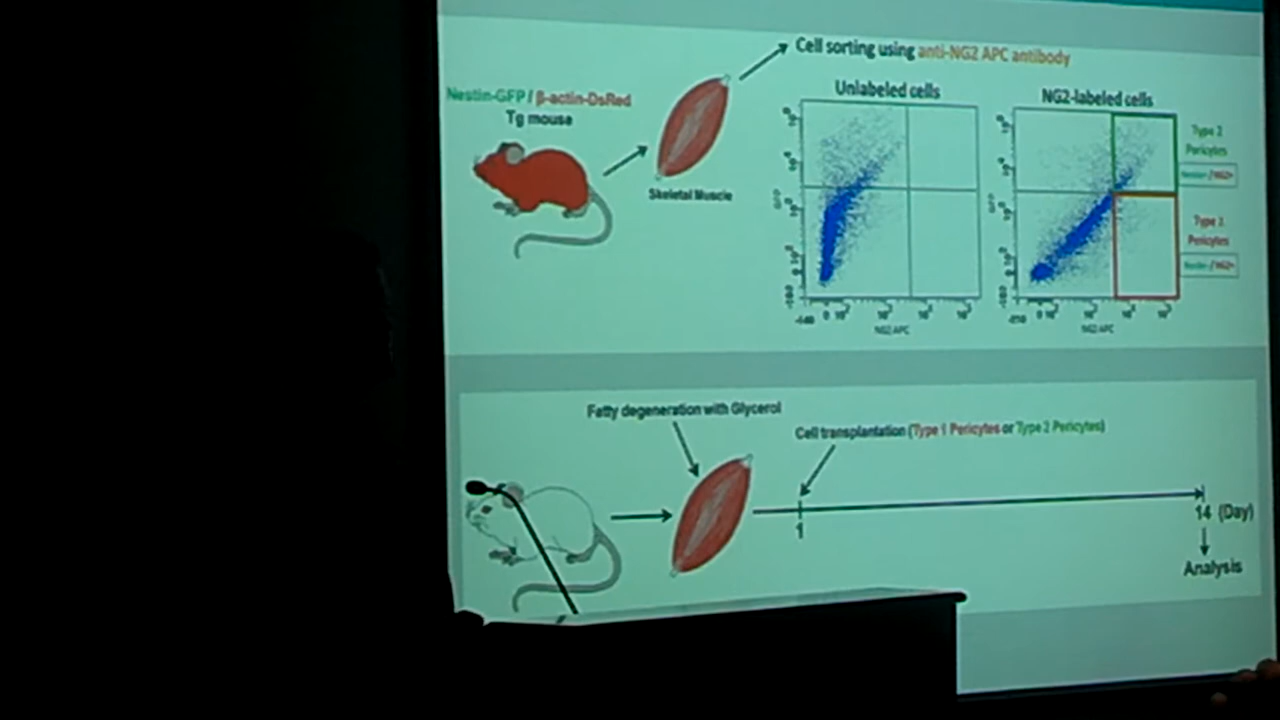 Cell sorting using anti-NG2 APC antibody
Nestin-GFP / β-actin-DsRed
Tg mouse
Skeletal Muscle
Unlabeled cells
NG2-labeled cells
GFP
NG2 APC
GFP
NG2 APC
Type 2
Pericytes
Type 1
Pericytes
Fatty degeneration with Glycerol
Cell transplantation (Type 1 Pericytes or Type 2 Pericytes)
1
14 (Day)
Analysis